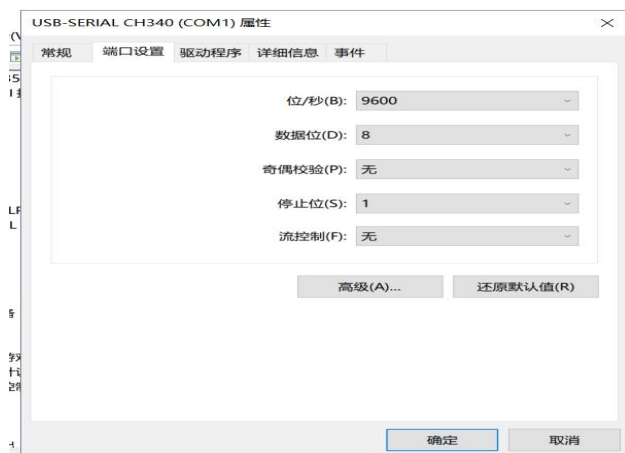 USB-SERIAL CH340 (COM1) 属性
常规 端口设置 驱动程序 详细信息 事件
位/秒(B): 9600
数据位(D): 8
奇偶校验(P): 无
停止位(S): 1
流控制(F): 无
高级(A)... 还原默认值(R)
确定 取消